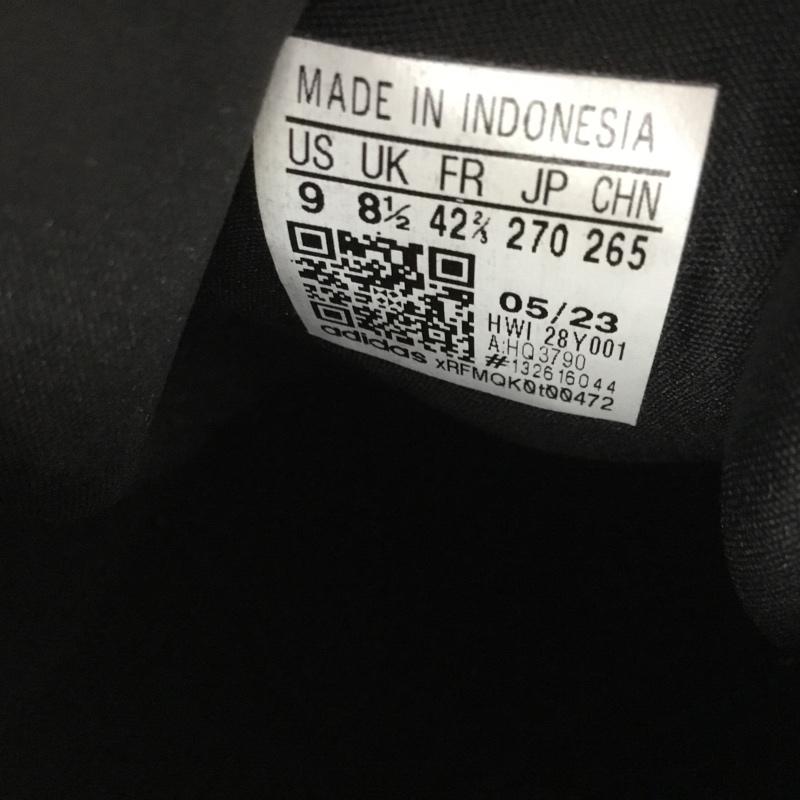 MADE IN INDONESIA
US UK FR JP CHN
9 8½ 42⅔ 270 265
05/23
HWI 28Y001
A:HQ3790
#132616044
adidas xRFMQK0t00472